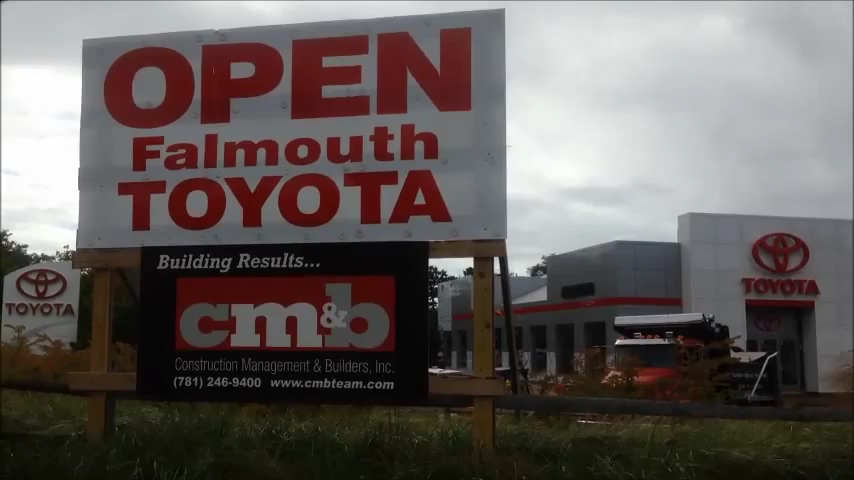 OPEN
Falmouth
TOYOTA
Building Results...
cm&b
Construction Management & Builders, Inc.
(781) 246-9400 www.cmbteam.com
TOYOTA
TOYOTA